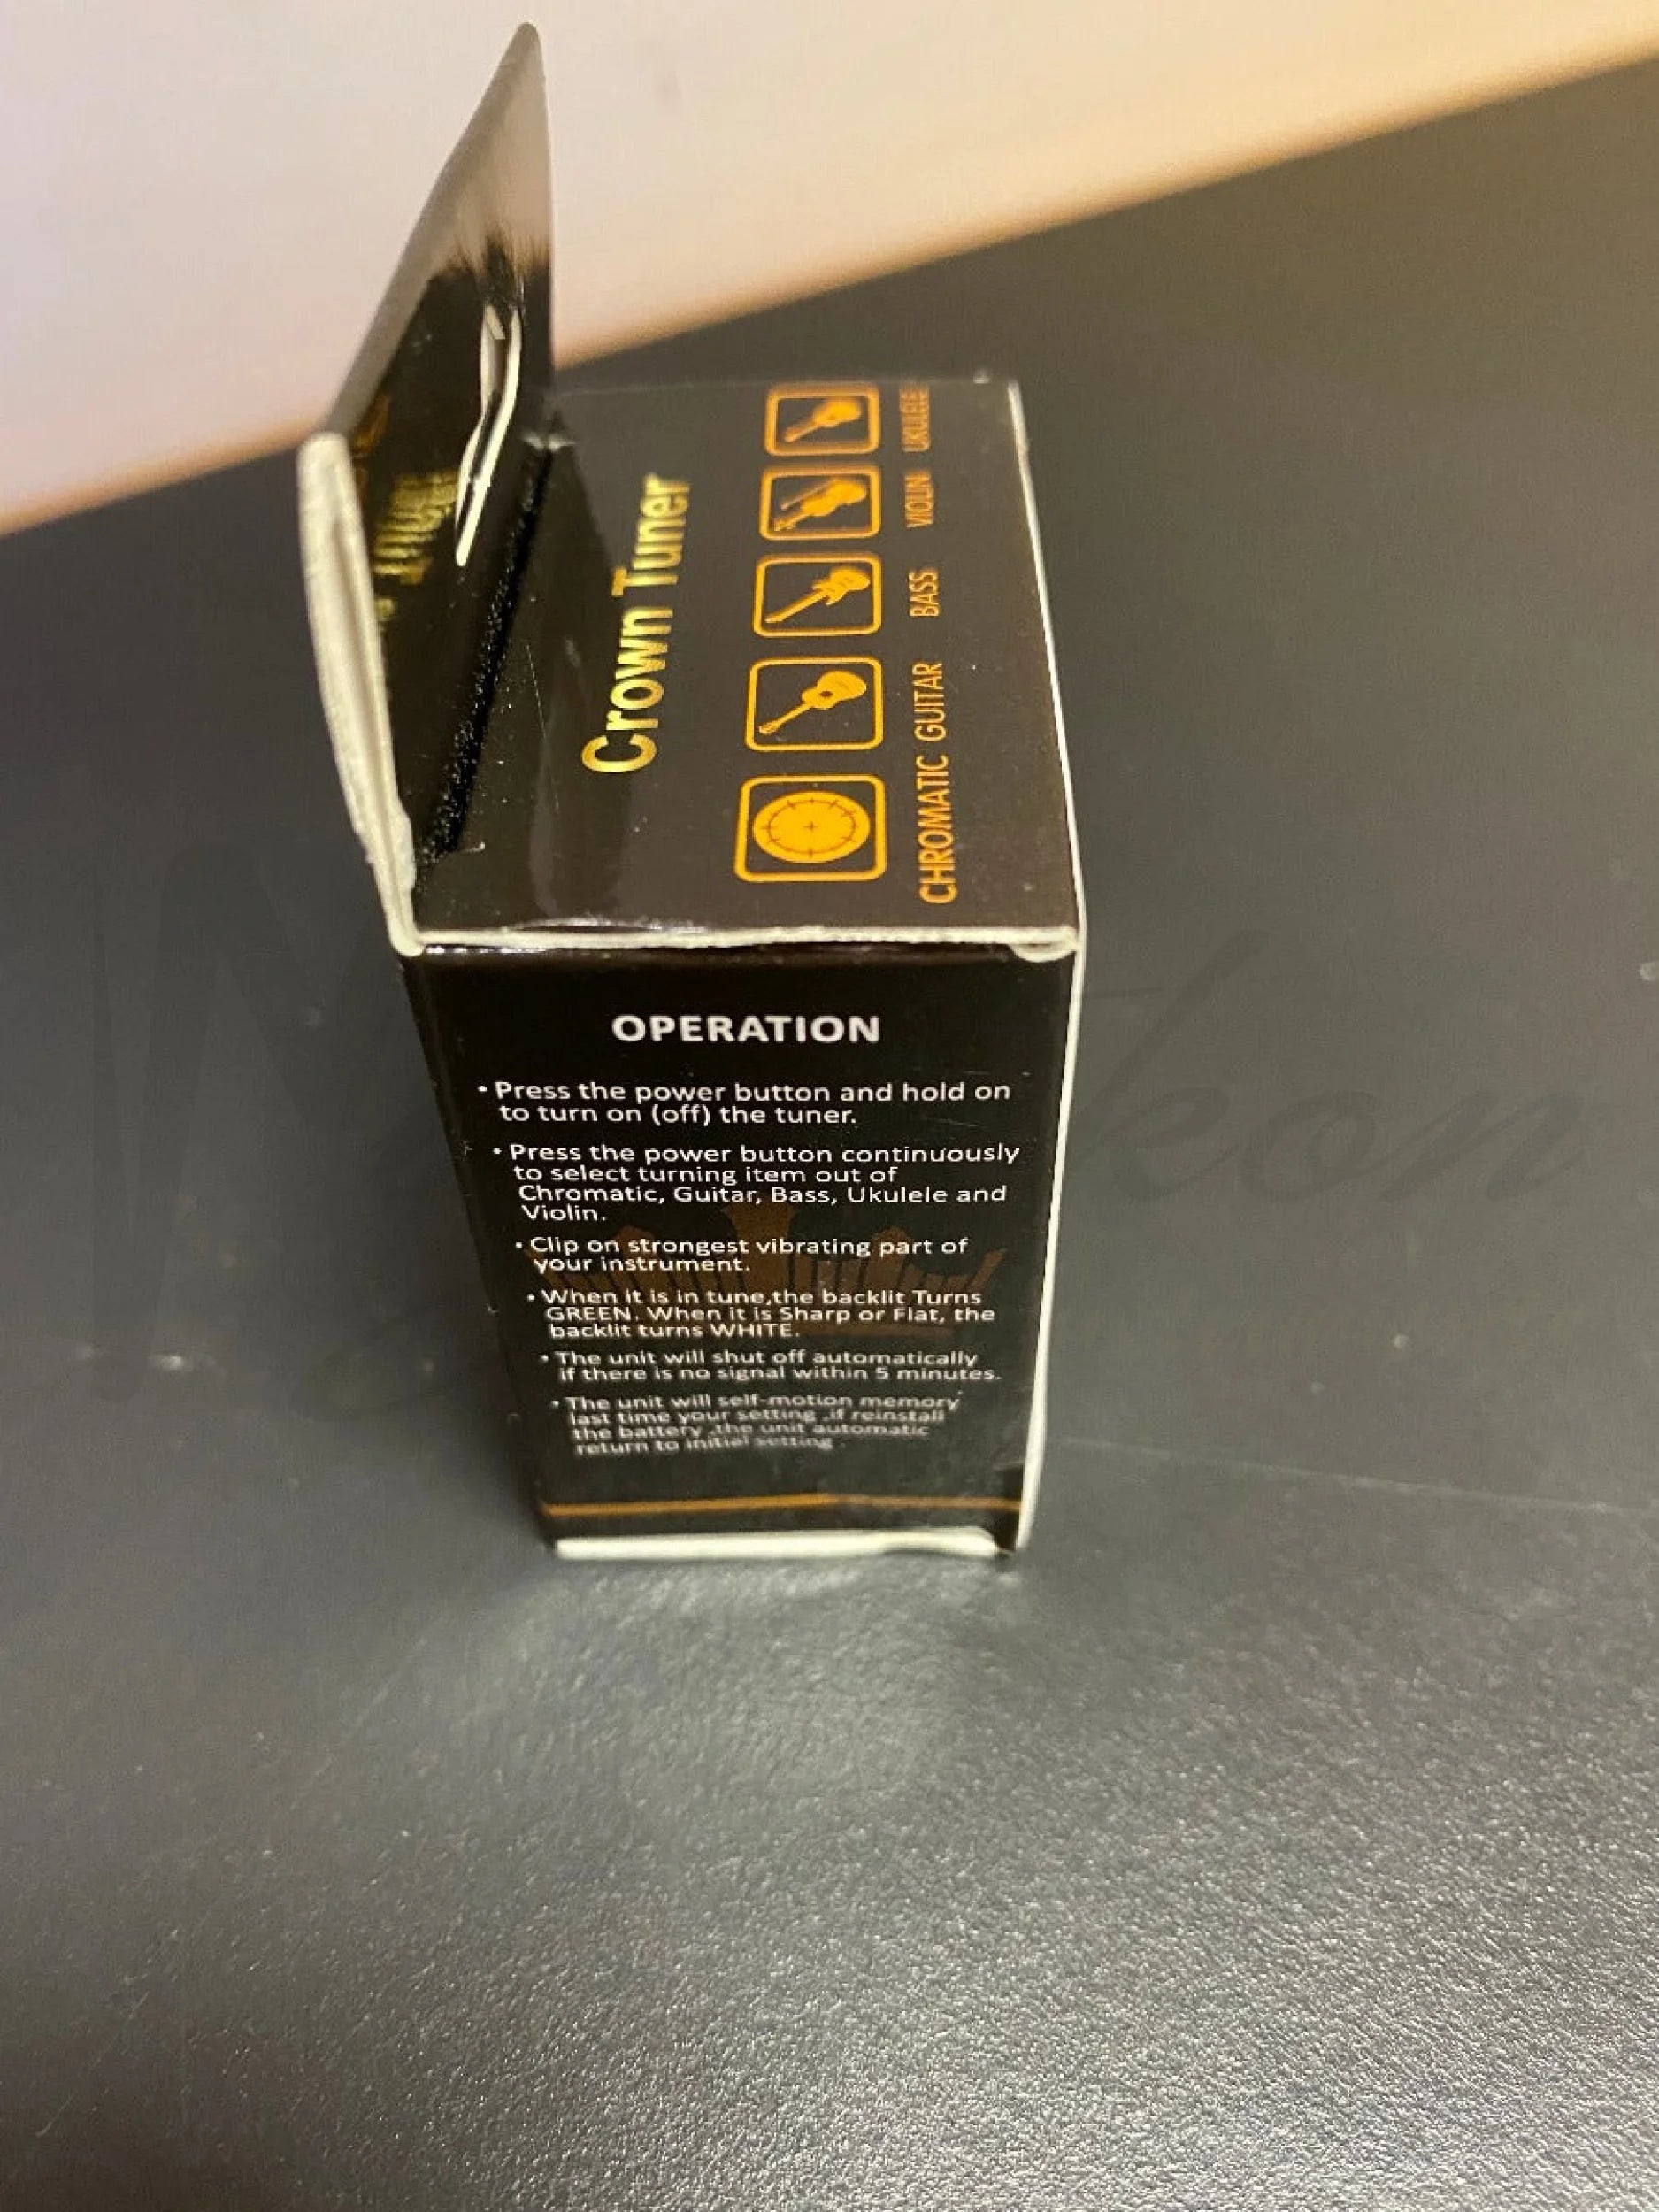 Crown Tuner
CHROMATIC GUITAR BASS VIOLIN UKULELE
OPERATION
• Press the power button and hold on
to turn on (off) the tuner.
• Press the power button continuously
to select turning item out of
Chromatic, Guitar, Bass, Ukulele and
Violin.
• Clip on strongest vibrating part of
your instrument.
• When it is in tune,the backlit Turns
GREEN. When it is Sharp or Flat, the
backlit turns WHITE.
• The unit will shut off automatically
if there is no signal within 5 minutes.
• The unit will self-motion memory
last time your setting ,if reinstall
the battery ,the unit automatic
return to initial setting .